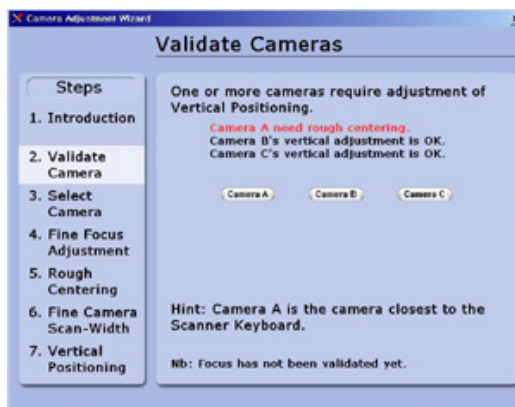 Camera Adjustment Wizard
Validate Cameras
Steps
1. Introduction
2. Validate
Camera
3. Select
Camera
4. Fine Focus
Adjustment
5. Rough
Centering
6. Fine Camera
Scan-Width
7. Vertical
Positioning
One or more cameras require adjustment of
Vertical Positioning.
Camera A need rough centering.
Camera B's vertical adjustment is OK.
Camera C's vertical adjustment is OK.
Camera A
Camera B
Camera C
Hint: Camera A is the camera closest to the
Scanner Keyboard.
Nb: Focus has not been validated yet.